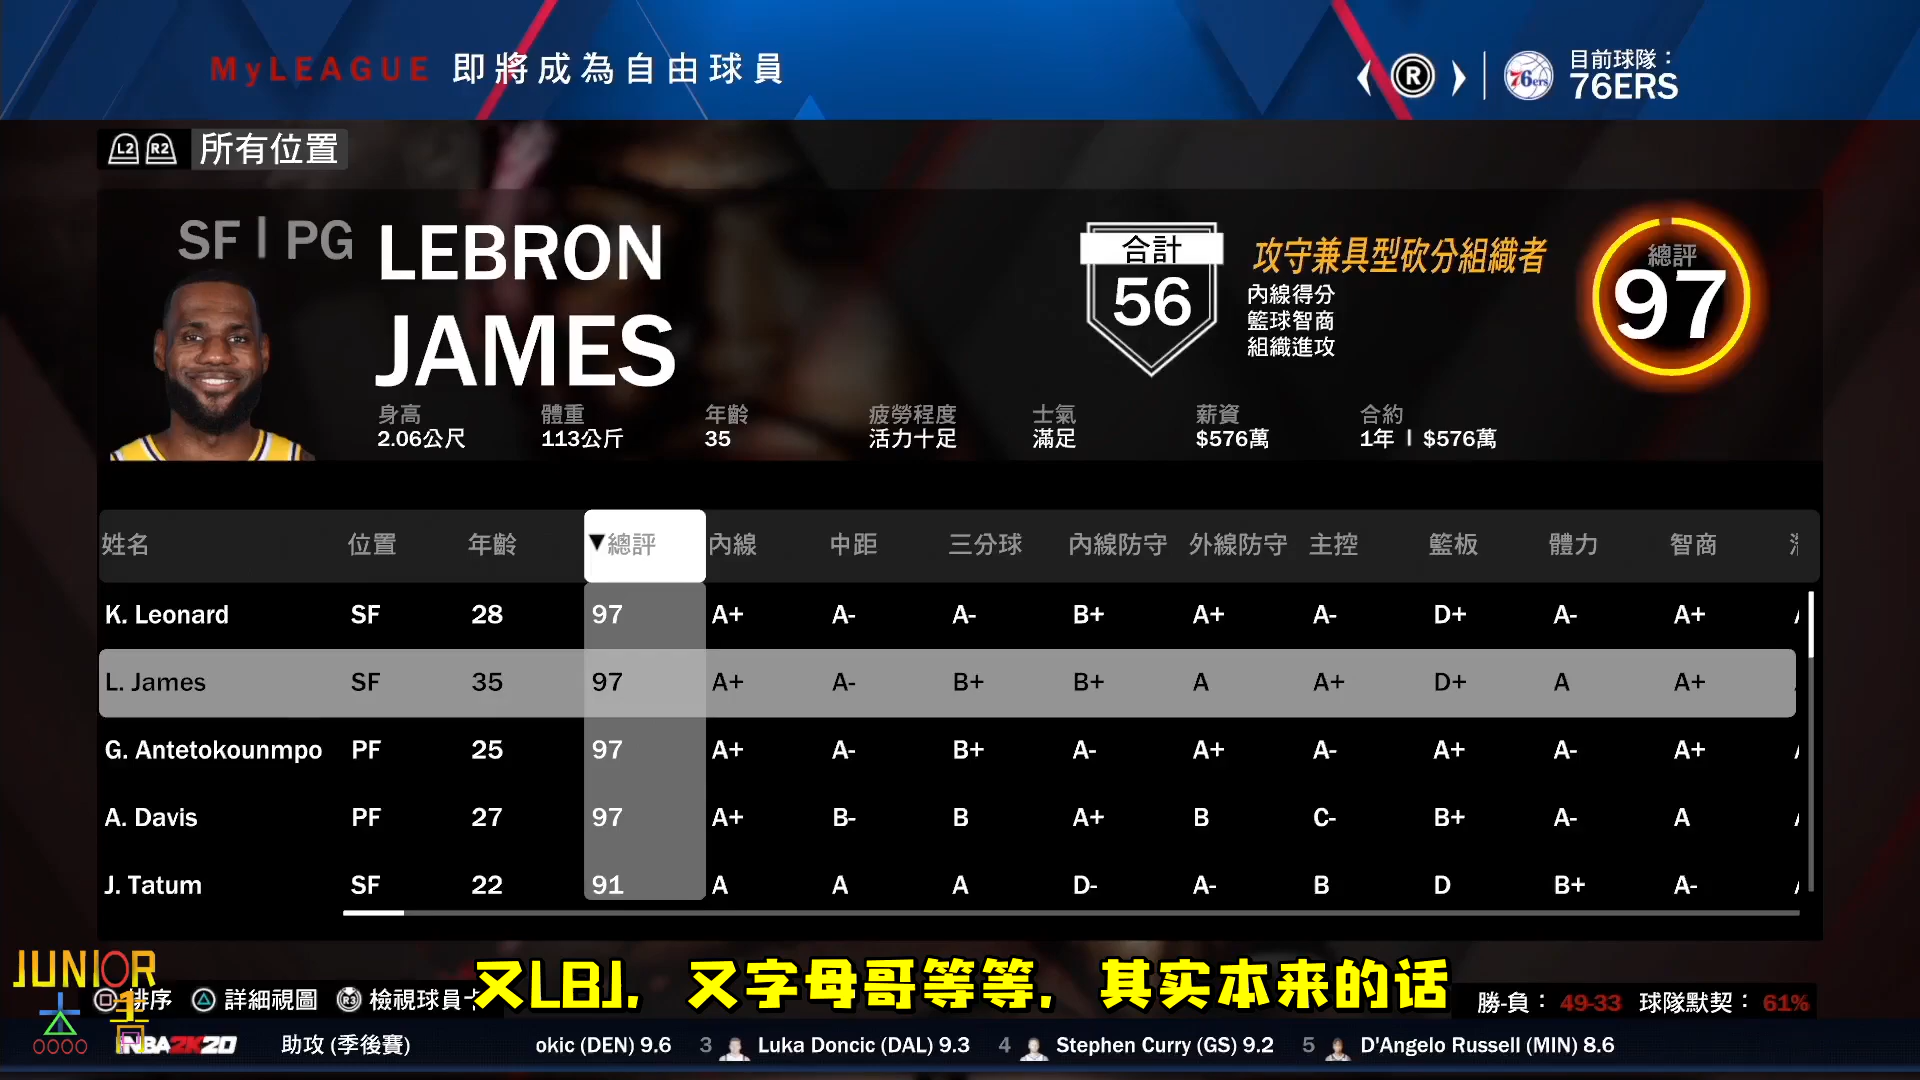 MyLEAGUE 即將成為自由球員
R
76ers
目前球隊：
76ERS
L2 R2 所有位置
SF | PG
LEBRON
JAMES
合計
56
攻守兼具型砍分組織者
內線得分
籃球智商
組織進攻
總評
97
身高 體重 年齡 疲勞程度 士氣 薪資 合約
2.06公尺 113公斤 35 活力十足 滿足 $576萬 1年 | $576萬
姓名 位置 年齡 ▼總評 內線 中距 三分球 內線防守 外線防守 主控 籃板 體力 智商
K. Leonard SF 28 97 A+ A- A- B+ A+ A- D+ A- A+
L. James SF 35 97 A+ A- B+ B+ A A+ D+ A A+
G. Antetokounmpo PF 25 97 A+ A- B+ A- A+ A- A+ A- A+
A. Davis PF 27 97 A+ B- B A+ B C- B+ A- A
J. Tatum SF 22 91 A A A D- A- B D B+ A-
JUNIOR
排序 詳細視圖 R3 檢視球員卡
又LBJ，又字母哥等等，其实本来的话
勝-負： 49-33 球隊默契： 61%
NBA2K20 助攻 (季後賽) okic (DEN) 9.6 3 Luka Doncic (DAL) 9.3 4 Stephen Curry (GS) 9.2 5 D'Angelo Russell (MIN) 8.6